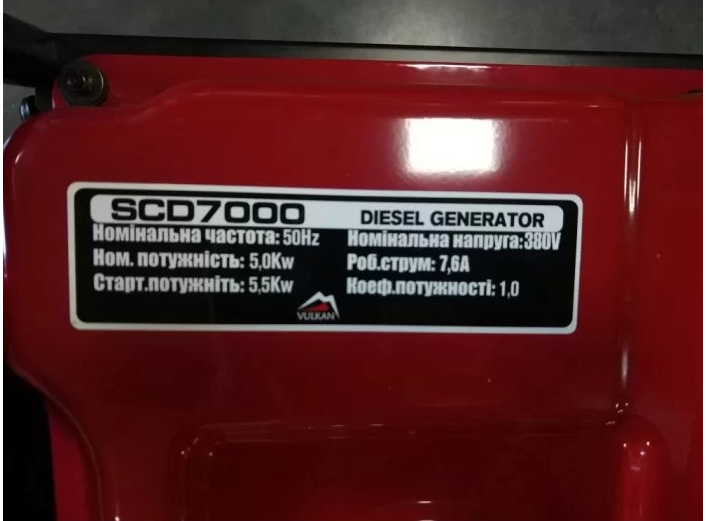 SCD7000 DIESEL GENERATOR
Номінальна частота: 50Hz Номінальна напруга:380V
Ном. потужність: 5,0Kw Роб.струм: 7,6А
Старт.потужніть: 5,5Kw Коеф.потужності: 1,0
VULKAN